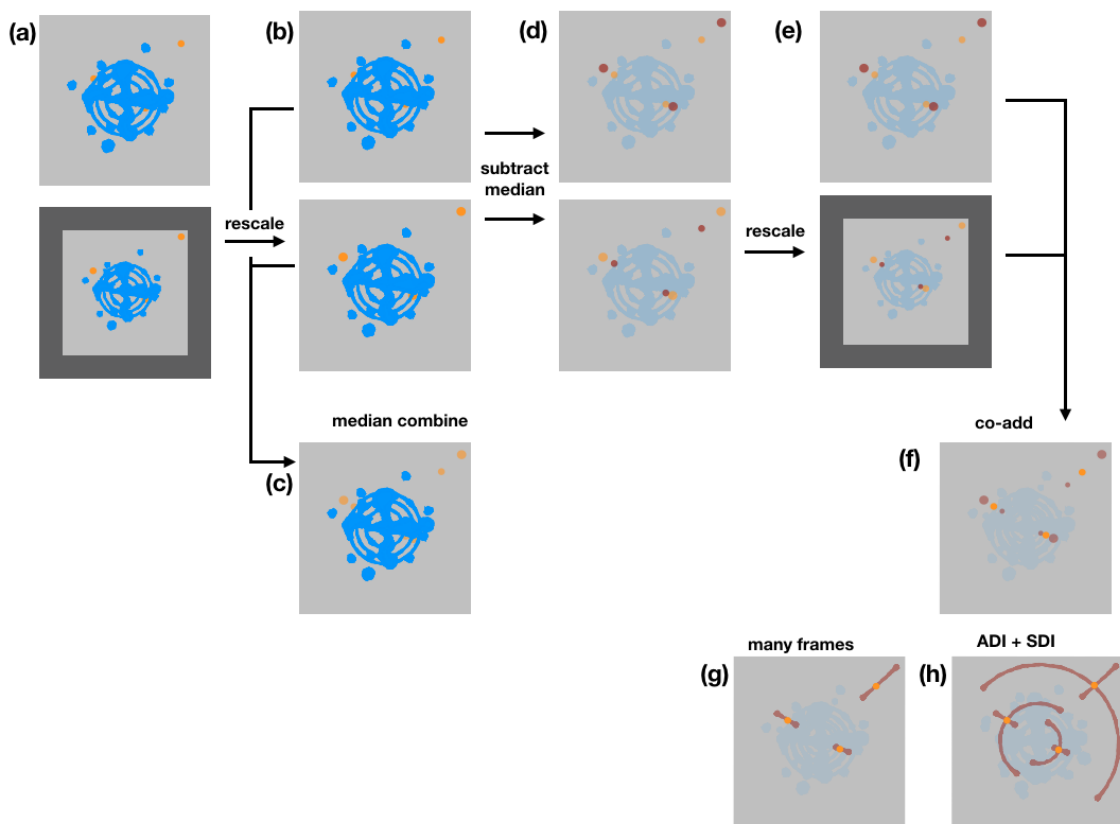 (a)
(b)
(d)
(e)
rescale
subtract
median
rescale
median combine
(c)
co-add
(f)
many frames
ADI + SDI
(g)
(h)